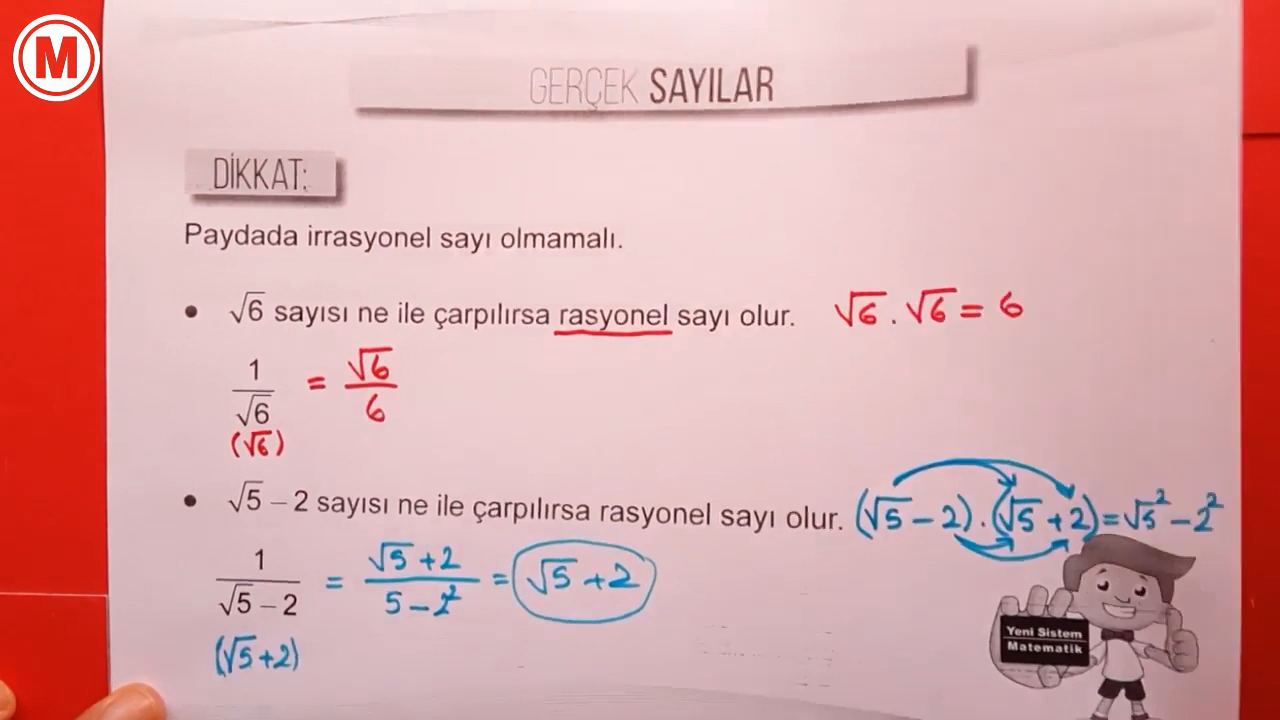 M
GERÇEK SAYILAR
DİKKAT:
Paydada irrasyonel sayı olmamalı.
• √6 sayısı ne ile çarpılırsa rasyonel sayı olur. √6 . √6 = 6
1/√6 = √6/6
(√6)
• √5 – 2 sayısı ne ile çarpılırsa rasyonel sayı olur. (√5 – 2) . (√5 + 2) = √5² – 2²
1/(√5 – 2) = (√5 + 2)/(5 – 2²) = √5 + 2
(√5 + 2)
Yeni Sistem
Matematik